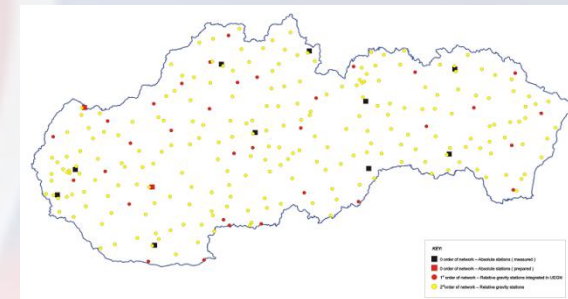 KEY:
0 order of network – Absolute stations ( measured )
0 order of network – Absolute stations ( prepared )
1st order of network – Relative gravity stations integrated in UEGN
2nd order of network – Relative gravity stations